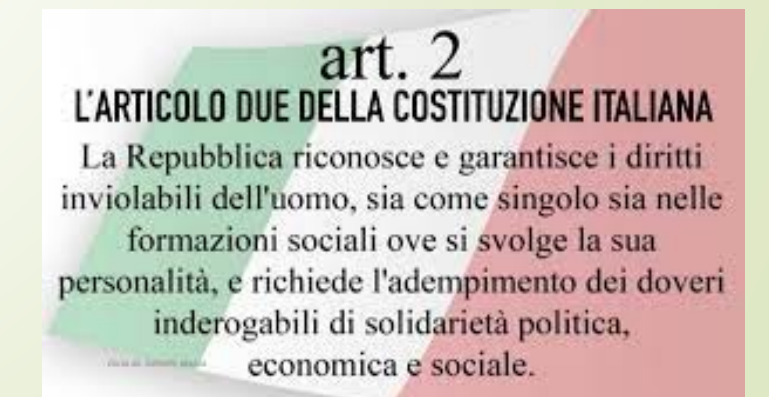 art. 2
L'ARTICOLO DUE DELLA COSTITUZIONE ITALIANA
La Repubblica riconosce e garantisce i diritti
inviolabili dell'uomo, sia come singolo sia nelle
formazioni sociali ove si svolge la sua
personalità, e richiede l'adempimento dei doveri
inderogabili di solidarietà politica,
economica e sociale.